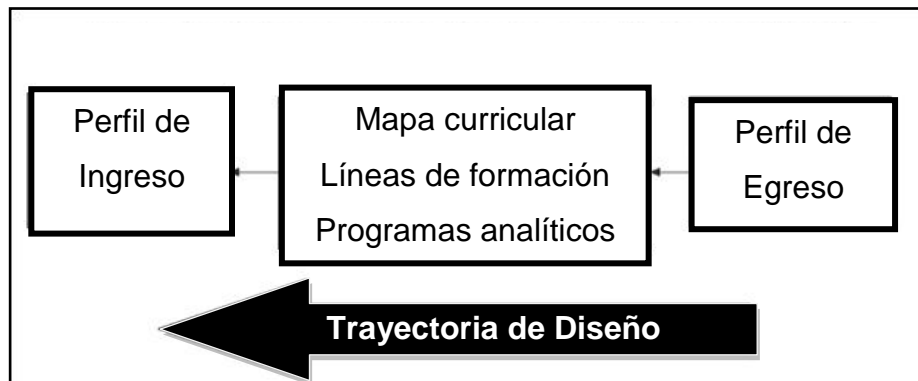 Perfil de
Ingreso
Mapa curricular
Líneas de formación
Programas analíticos
Perfil de
Egreso
Trayectoria de Diseño